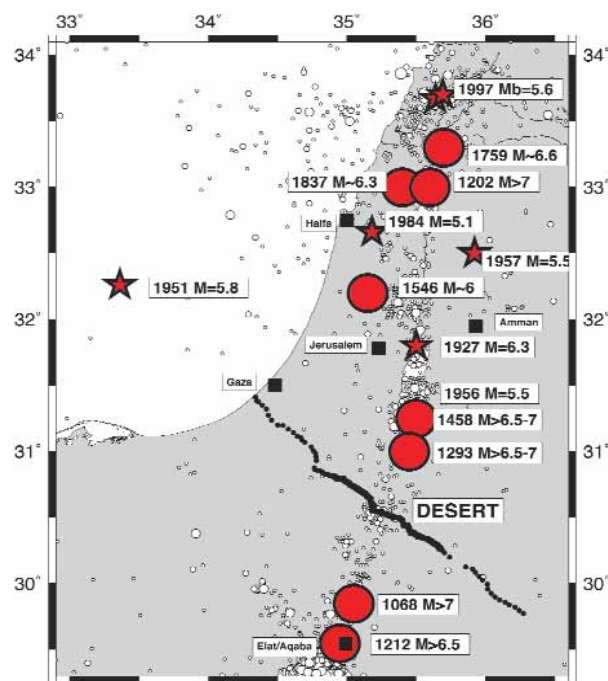 33˚ 34˚ 35˚ 36˚
34˚ 34˚
1997 Mb=5.6
1759 M~6.6
33˚ 33˚
1837 M~6.3 1202 M>7
Haifa 1984 M=5.1
1957 M=5.5
1951 M=5.8 1546 M~6
32˚ 32˚
Amman
Jerusalem 1927 M=6.3
Gaza 1956 M=5.5
1458 M>6.5-7
31˚ 31˚
1293 M>6.5-7
DESERT
30˚ 30˚
1068 M>7
Elat/Aqaba 1212 M>6.5